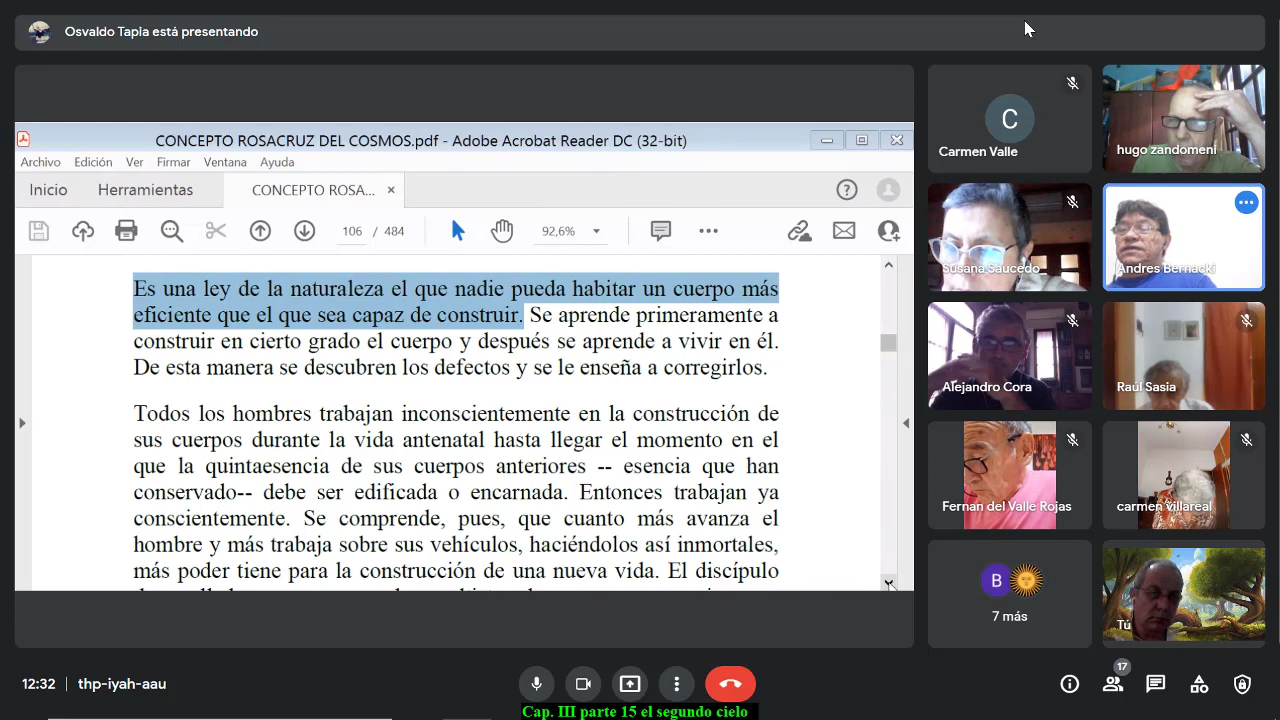 Osvaldo Tapia está presentando
CONCEPTO ROSACRUZ DEL COSMOS.pdf - Adobe Acrobat Reader DC (32-bit)
Archivo Edición Ver Firmar Ventana Ayuda
Inicio Herramientas CONCEPTO ROSA... ×
106 / 484 92,6%
Es una ley de la naturaleza el que nadie pueda habitar un cuerpo más
eficiente que el que sea capaz de construir. Se aprende primeramente a
construir en cierto grado el cuerpo y después se aprende a vivir en él.
De esta manera se descubren los defectos y se le enseña a corregirlos.
Todos los hombres trabajan inconscientemente en la construcción de
sus cuerpos durante la vida antenatal hasta llegar el momento en el
que la quintaesencia de sus cuerpos anteriores -- esencia que han
conservado-- debe ser edificada o encarnada. Entonces trabajan ya
conscientemente. Se comprende, pues, que cuanto más avanza el
hombre y más trabaja sobre sus vehículos, haciéndolos así inmortales,
más poder tiene para la construcción de una nueva vida. El discípulo
C
Carmen Valle
hugo zandomeni
Susana Saucedo
Andres Bernacki
Alejandro Cora
Raúl Sasia
Fernan del Valle Rojas
carmen villareal
B
7 más
Tú
12:32 | thp-iyah-aau
17
Cap. III parte 15 el segundo cielo